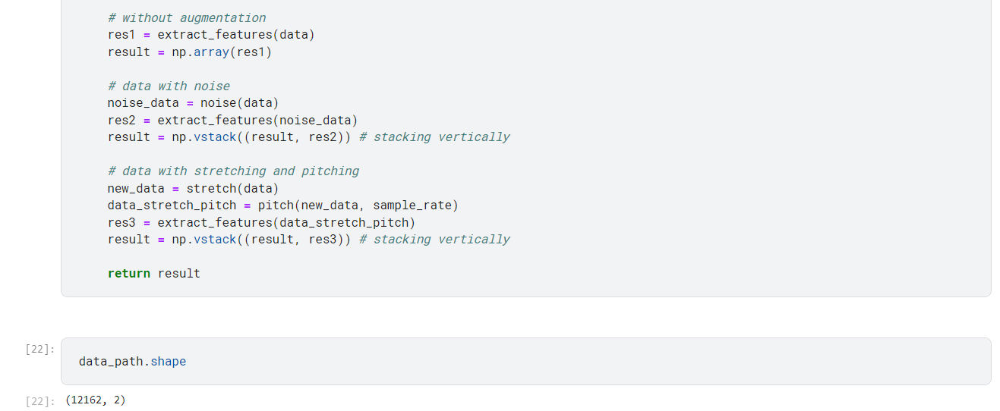 # without augmentation
res1 = extract_features(data)
result = np.array(res1)
# data with noise
noise_data = noise(data)
res2 = extract_features(noise_data)
result = np.vstack((result, res2)) # stacking vertically
# data with stretching and pitching
new_data = stretch(data)
data_stretch_pitch = pitch(new_data, sample_rate)
res3 = extract_features(data_stretch_pitch)
result = np.vstack((result, res3)) # stacking vertically
return result
[22]: data_path.shape
[22]: (12162, 2)